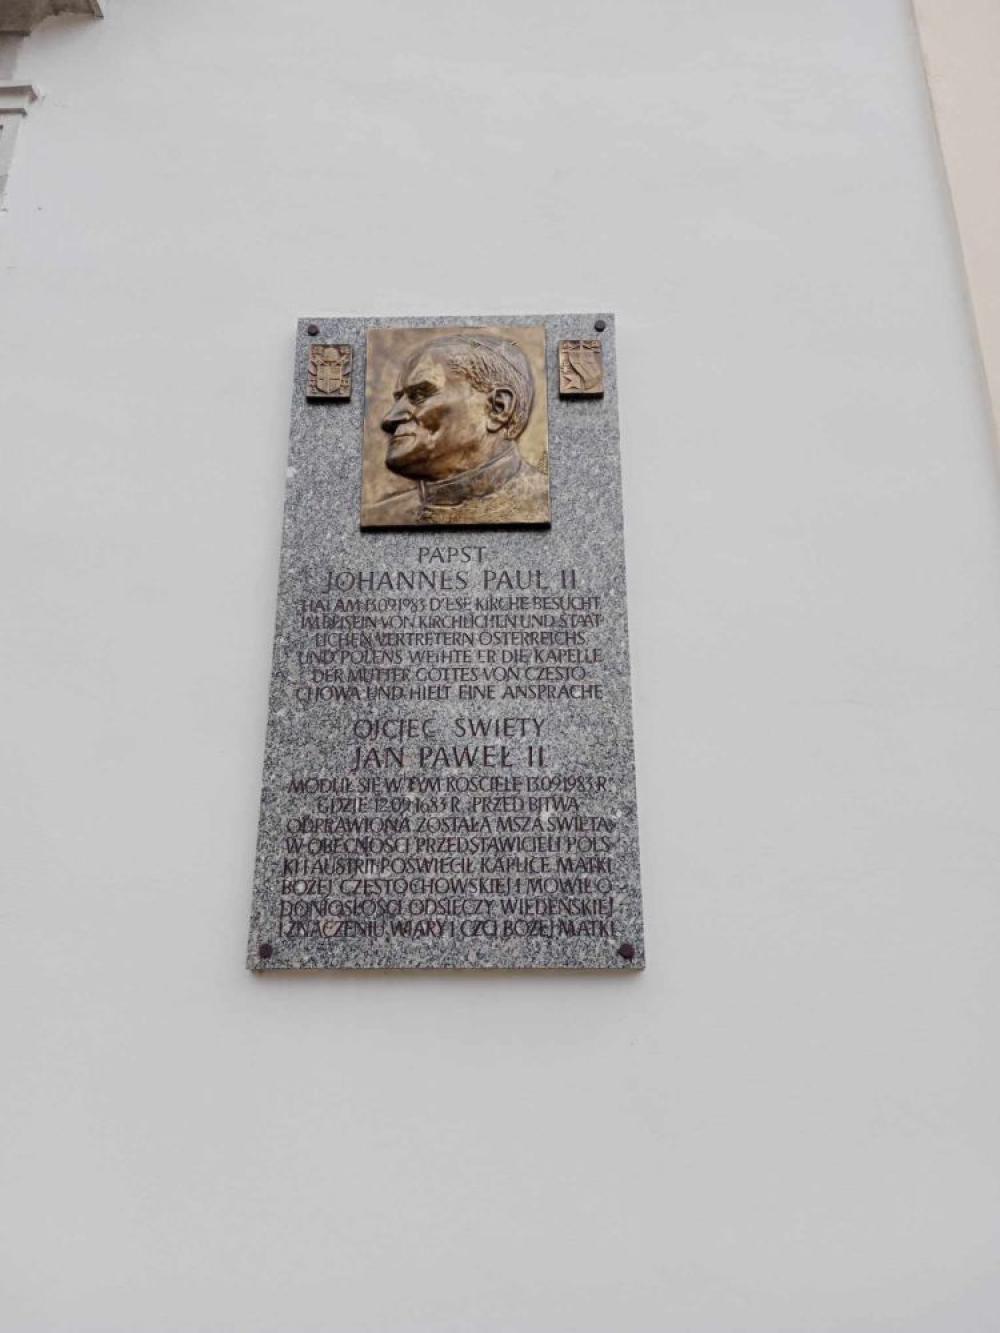 PAPST
JOHANNES PAUL II
HAT AM 13.09.1983 DIESE KIRCHE BESUCHT.
IM BEISEIN VON KIRCHLICHEN UND STAAT-
LICHEN VERTRETERN ÖSTERREICHS
UND POLENS WEIHTE ER DIE KAPELLE
DER MUTTER GOTTES VON CZĘSTO-
CHOWA UND HIELT EINE ANSPRACHE
OJCIEC ŚWIĘTY
JAN PAWEŁ II
MODLIŁ SIĘ W TYM KOŚCIELE 13.09.1983 R.
GDZIE 12.09.1683 R. PRZED BITWĄ
ODPRAWIONA ZOSTAŁA MSZA ŚWIĘTA.
W OBECNOŚCI PRZEDSTAWICIELI POLS-
KI I AUSTRII POŚWIĘCIŁ KAPLICĘ MATKI
BOŻEJ CZĘSTOCHOWSKIEJ I MÓWIŁ O
DONIOSŁOŚCI ODSIECZY WIEDEŃSKIEJ
I ZNACZENIU WIARY I CZCI BOŻEJ MATKI.